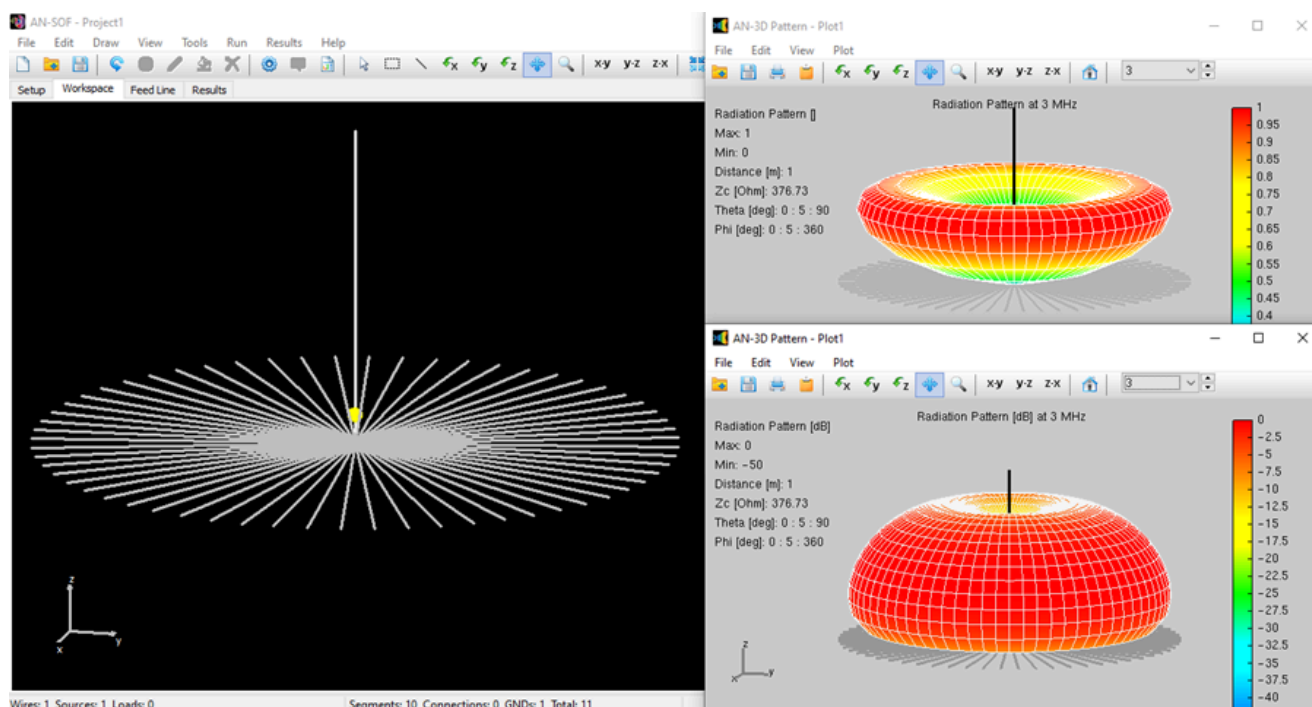 AN-SOF - Project1
File Edit Draw View Tools Run Results Help
x y z x-y y-z z-x
Setup Workspace Feed Line Results
z
x y
Wires: 1, Sources: 1, Loads: 0 Segments: 10, Connections: 0, GNDs: 1, Total: 11
AN-3D Pattern - Plot1
File Edit View Plot
x y z x-y y-z z-x 3
Radiation Pattern at 3 MHz
Radiation Pattern []
Max: 1
Min: 0
Distance [m]: 1
Zc [Ohm]: 376.73
Theta [deg]: 0 : 5 : 90
Phi [deg]: 0 : 5 : 360
1
0.95
0.9
0.85
0.8
0.75
0.7
0.65
0.6
0.55
0.5
0.45
0.4
AN-3D Pattern - Plot1
File Edit View Plot
x y z x-y y-z z-x 3
Radiation Pattern [dB] at 3 MHz
Radiation Pattern [dB]
Max: 0
Min: -50
Distance [m]: 1
Zc [Ohm]: 376.73
Theta [deg]: 0 : 5 : 90
Phi [deg]: 0 : 5 : 360
0
-2.5
-5
-7.5
-10
-12.5
-15
-17.5
-20
-22.5
-25
-27.5
-30
-32.5
-35
-37.5
-40
z
x y